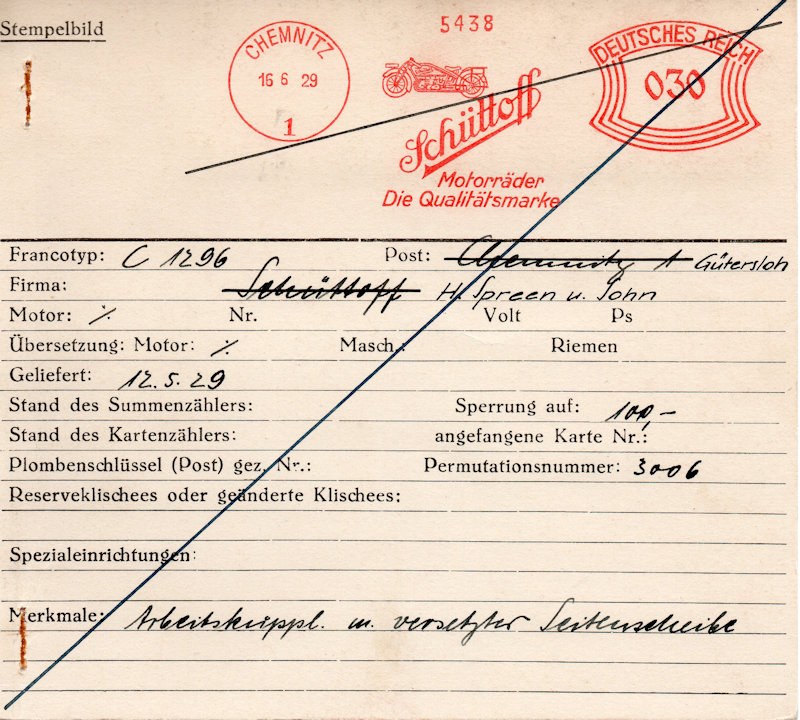 Stempelbild
5438
CHEMNITZ
16 6 29
1
DEUTSCHES REICH
030
Schüttoff
Motorräder
Die Qualitätsmarke
Francotyp: C 1296 Post: Chemnitz 1 Gütersloh
Firma: Schüttoff H. Spreen u. Sohn
Motor: ·/. Nr. Volt Ps
Übersetzung: Motor: ·/. Masch.: Riemen
Geliefert: 12.5.29
Stand des Summenzählers: Sperrung auf: 100,-
Stand des Kartenzählers: angefangene Karte Nr.:
Plombenschlüssel (Post) gez. Nr.: Permutationsnummer: 3006
Reserveklischees oder geänderte Klischees:
Spezialeinrichtungen:
Merkmale: Arbeitskuppl. m. versetzter Seitenscheibe